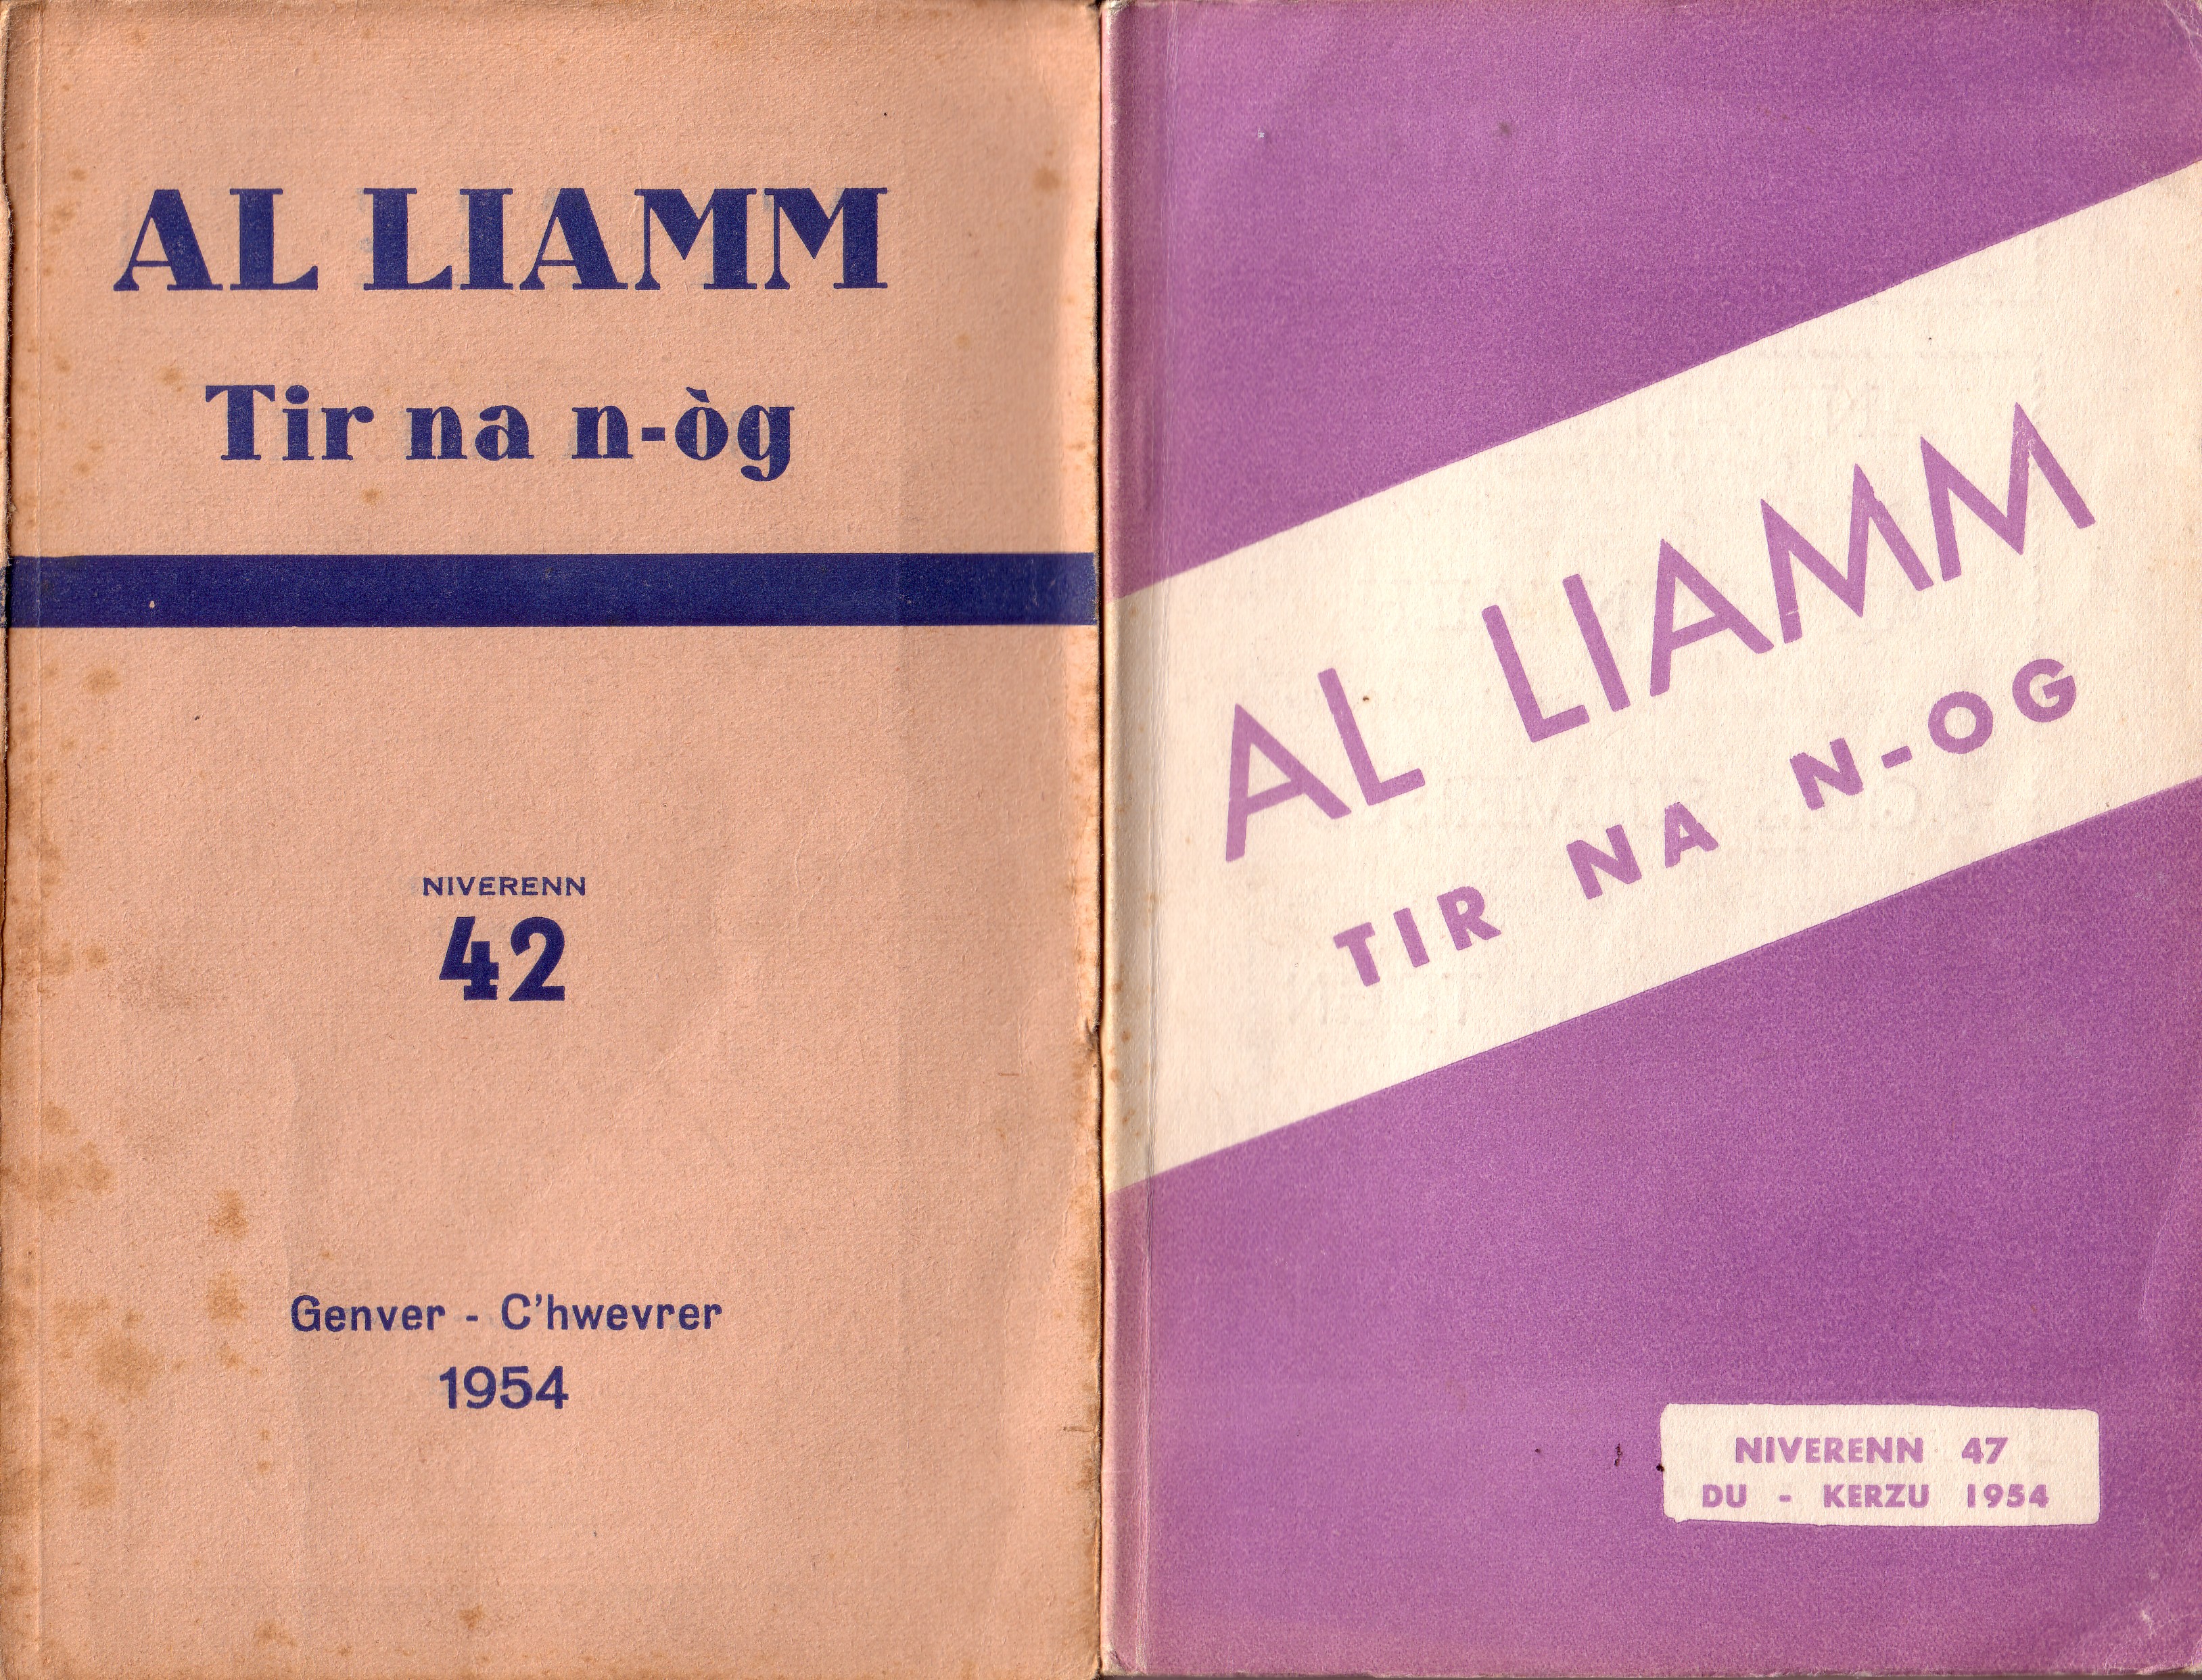 AL LIAMM
Tir na n-òg
NIVERENN
42
Genver - C'hwevrer
1954
AL LIAMM
TIR NA N-OG
NIVERENN 47
DU - KERZU 1954